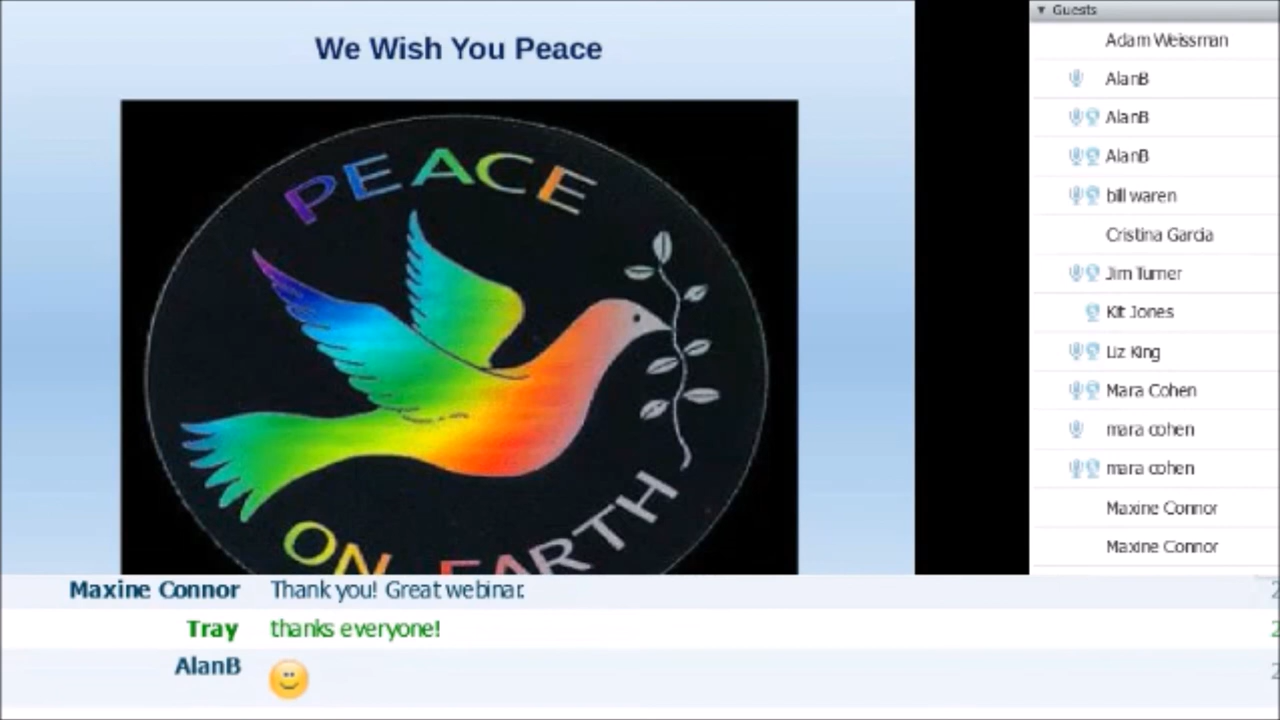 We Wish You Peace
PEACE
ON EARTH
Guests
Adam Weissman
AlanB
AlanB
AlanB
bill waren
Cristina Garcia
Jim Turner
Kit Jones
Liz King
Mara Cohen
mara cohen
mara cohen
Maxine Connor
Maxine Connor
Maxine Connor Thank you! Great webinar.
Tray thanks everyone!
AlanB